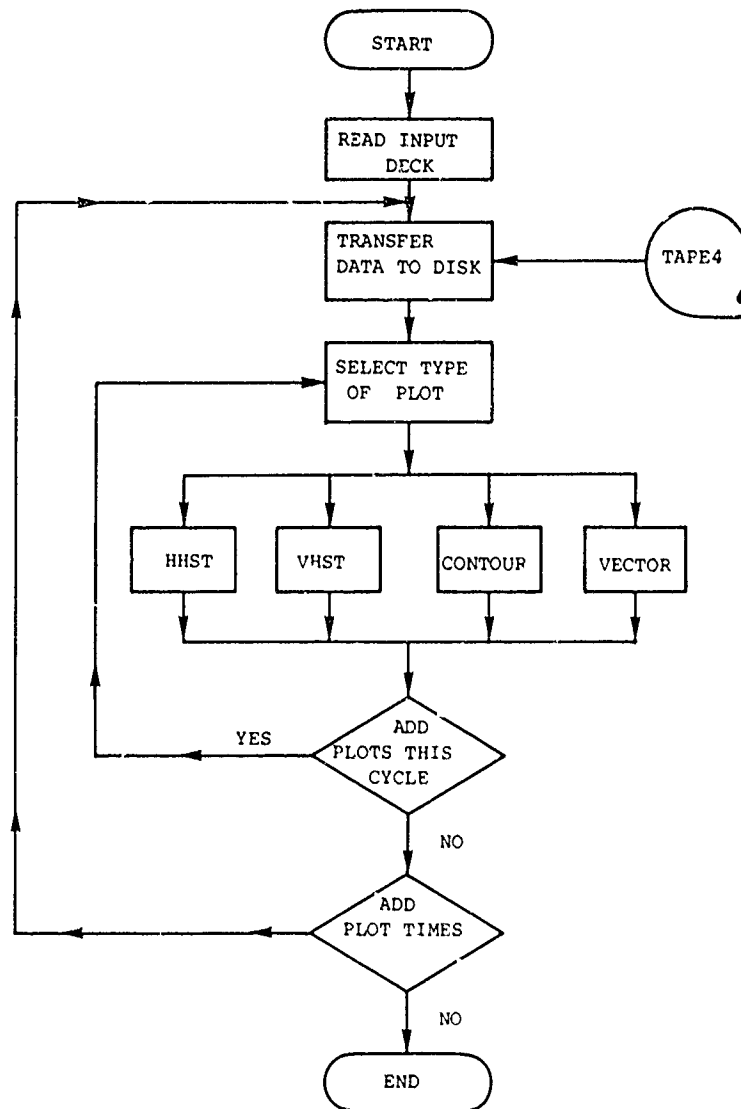 START
READ INPUT
DECK
TRANSFER
DATA TO DISK
TAPE4
SELECT TYPE
OF PLOT
HHST
VHST
CONTOUR
VECTOR
ADD
PLOTS THIS
CYCLE
YES
NO
ADD
PLOT TIMES
NO
END